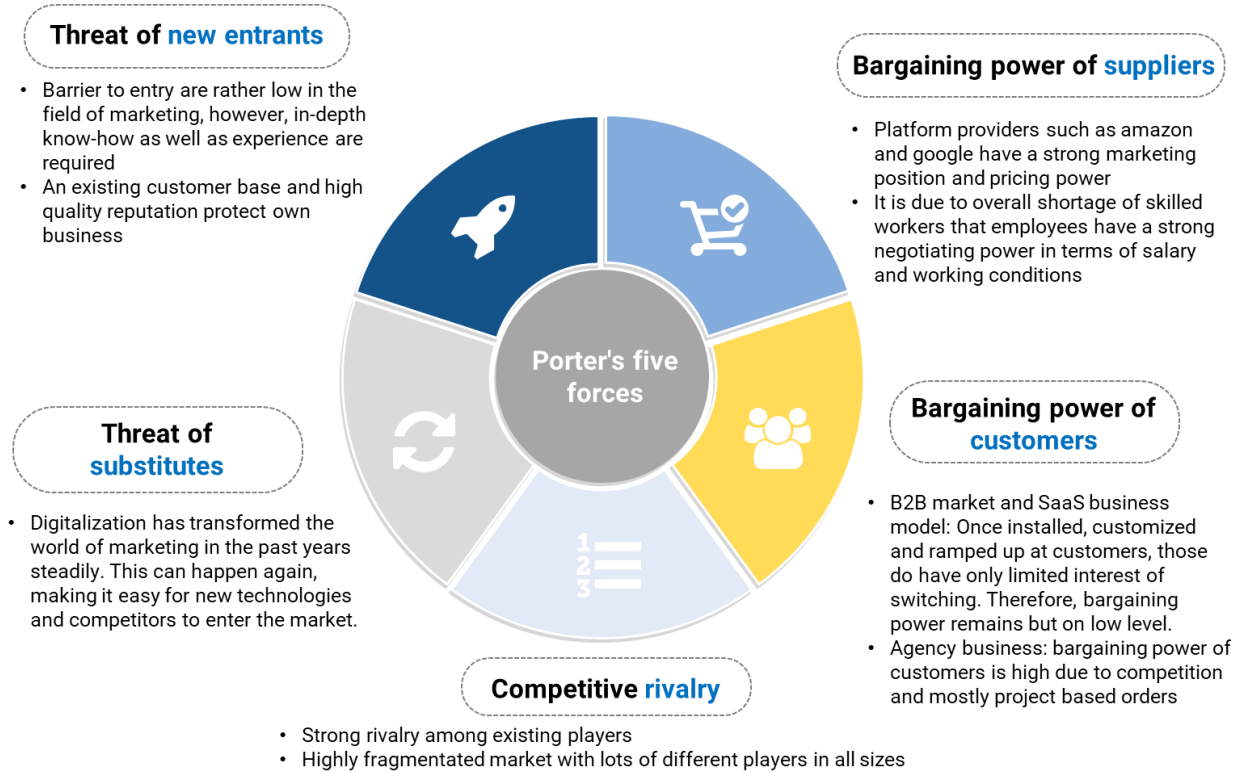 Threat of new entrants
• Barrier to entry are rather low in the
field of marketing, however, in-depth
know-how as well as experience are
required
• An existing customer base and high
quality reputation protect own
business
Bargaining power of suppliers
• Platform providers such as amazon
and google have a strong marketing
position and pricing power
• It is due to overall shortage of skilled
workers that employees have a strong
negotiating power in terms of salary
and working conditions
Porter's five
forces
Threat of
substitutes
• Digitalization has transformed the
world of marketing in the past years
steadily. This can happen again,
making it easy for new technologies
and competitors to enter the market.
Bargaining power of
customers
• B2B market and SaaS business
model: Once installed, customized
and ramped up at customers, those
do have only limited interest of
switching. Therefore, bargaining
power remains but on low level.
• Agency business: bargaining power of
customers is high due to competition
and mostly project based orders
1
2
3
Competitive rivalry
• Strong rivalry among existing players
• Highly fragmentated market with lots of different players in all sizes